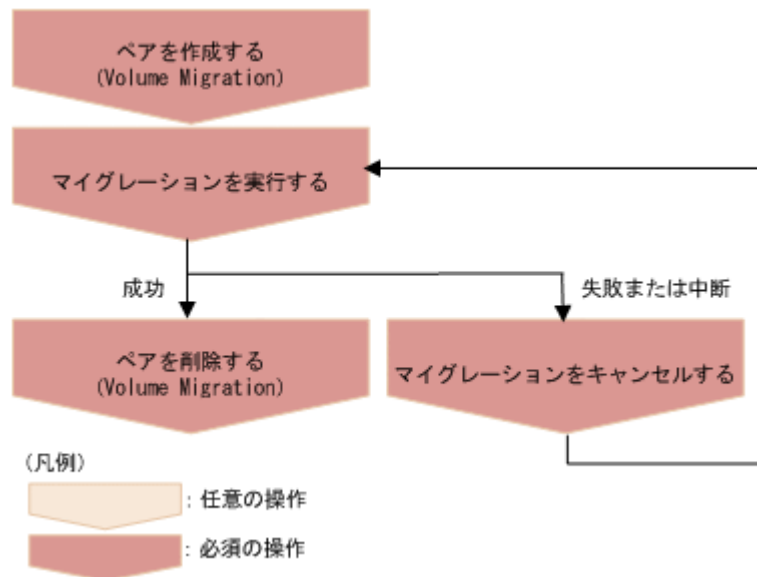 ペアを作成する
(Volume Migration)
マイグレーションを実行する
成功
失敗または中断
ペアを削除する
(Volume Migration)
マイグレーションをキャンセルする
(凡例)
: 任意の操作
: 必須の操作